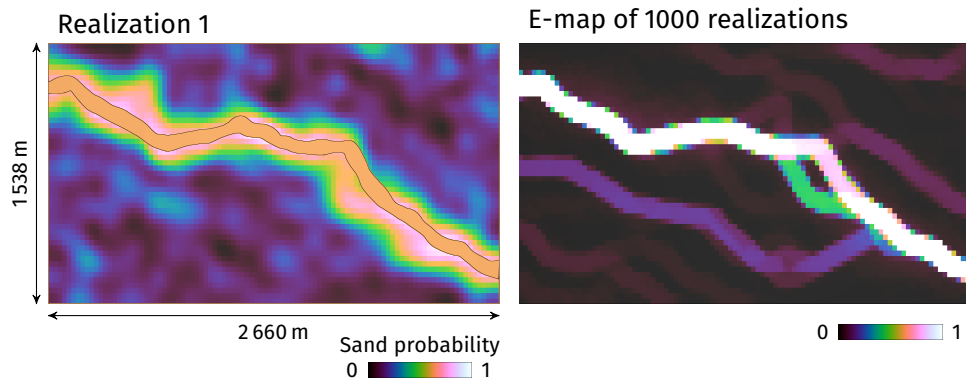 Realization 1
E-map of 1000 realizations
1 538 m
2 660 m
Sand probability
0 1
0 1